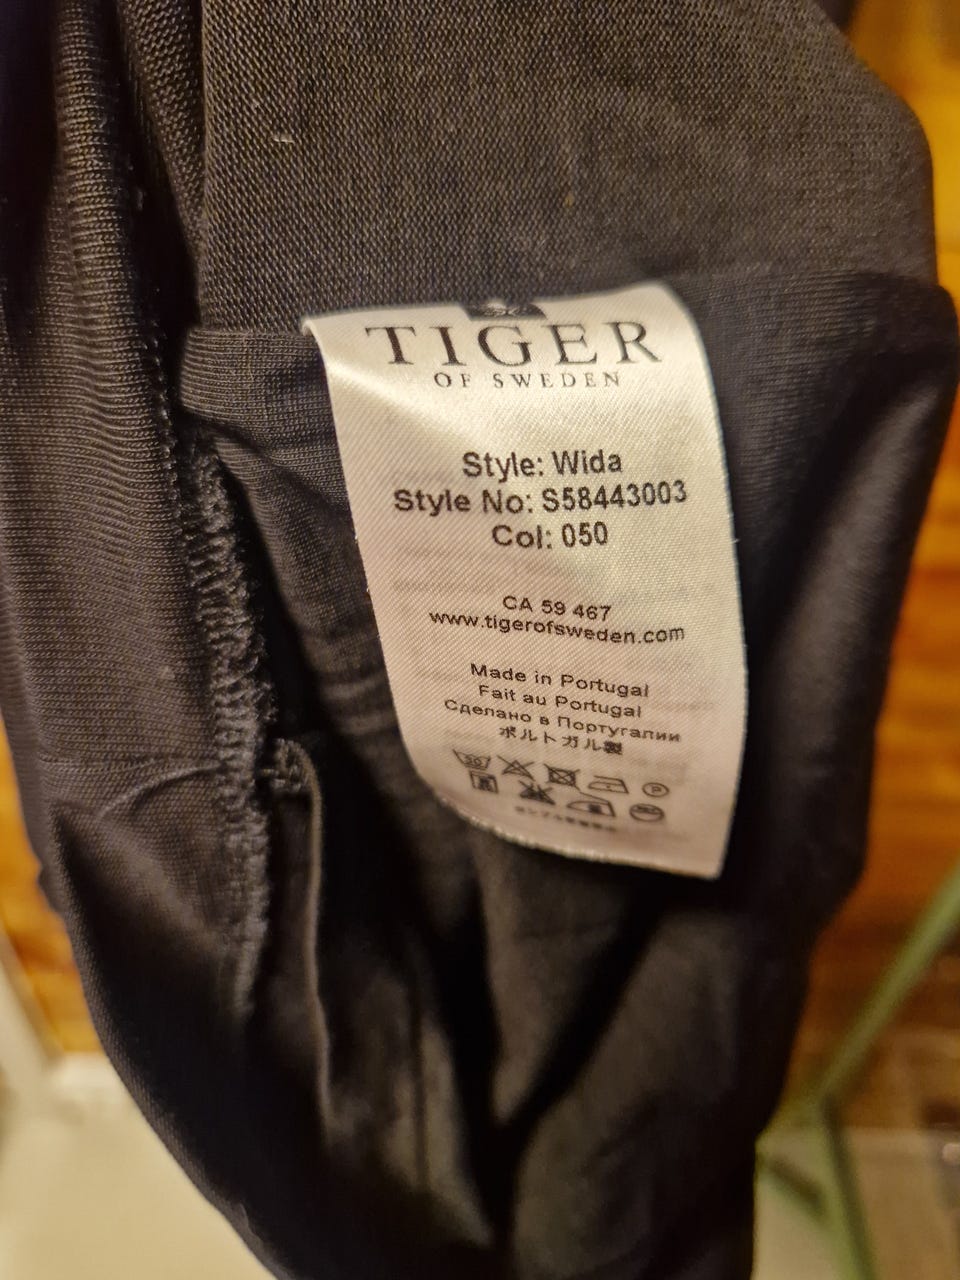 TIGER
OF SWEDEN
Style: Wida
Style No: S58443003
Col: 050
CA 59 467
www.tigerofsweden.com
Made in Portugal
Fait au Portugal
Сделано в Португалии
ポルトガル製
30
P